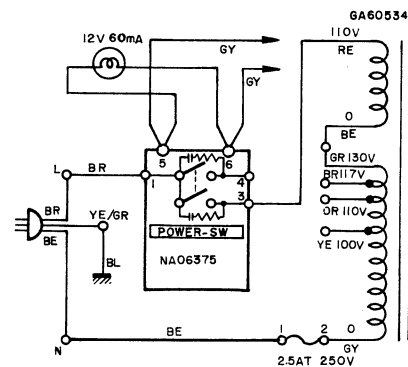 GA60534
12V 60mA
110V
GY
RE
GY
0
BE
5
6
GR 130V
L
BR
1
4
BR 117V
3
OR 110V
BR
YE/GR
POWER-SW
YE 100V
BE
NA06375
BL
BE
1
2
0
N
GY
2.5AT 250V